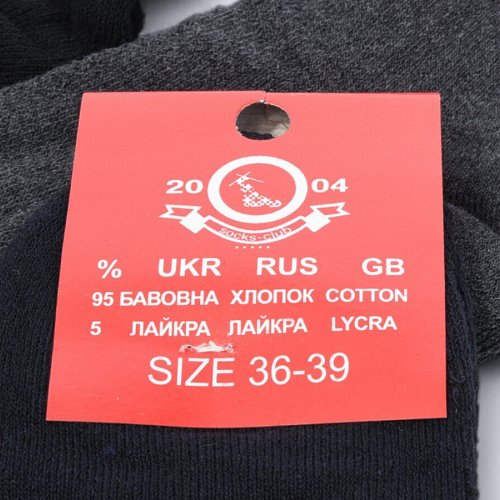 20 04
socks-club
% UKR RUS GB
95 БАВОВНА ХЛОПОК COTTON
5 ЛАЙКРА ЛАЙКРА LYCRA
SIZE 36-39